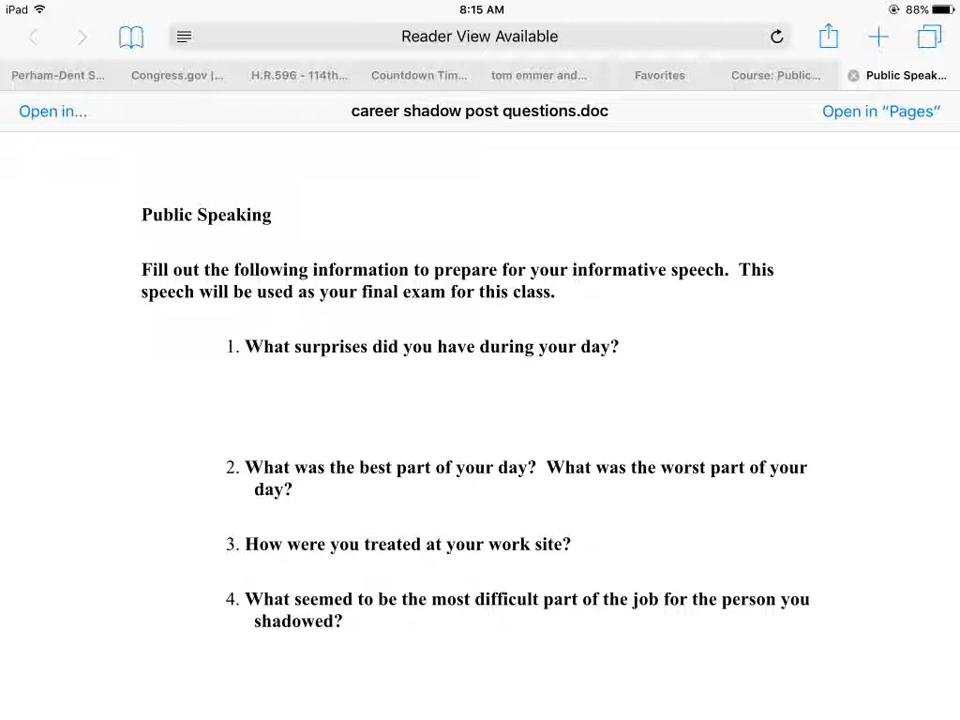 iPad
8:15 AM
88%
Reader View Available
Perham-Dent S...
Congress.gov |...
H.R.596 - 114th...
Countdown Tim...
tom emmer and...
Favorites
Course: Public...
Public Speak...
Open in...
career shadow post questions.doc
Open in “Pages”
Public Speaking
Fill out the following information to prepare for your informative speech. This
speech will be used as your final exam for this class.
1. What surprises did you have during your day?
2. What was the best part of your day? What was the worst part of your
day?
3. How were you treated at your work site?
4. What seemed to be the most difficult part of the job for the person you
shadowed?